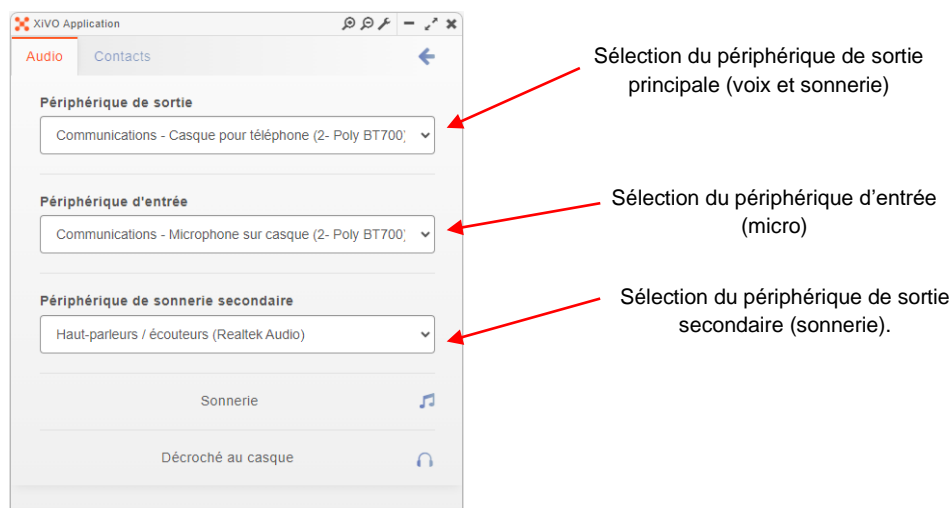 XiVO Application
Audio
Contacts
Périphérique de sortie
Communications - Casque pour téléphone (2- Poly BT700)
Périphérique d'entrée
Communications - Microphone sur casque (2- Poly BT700)
Périphérique de sonnerie secondaire
Haut-parleurs / écouteurs (Realtek Audio)
Sonnerie
Décroché au casque
Sélection du périphérique de sortie
principale (voix et sonnerie)
Sélection du périphérique d’entrée
(micro)
Sélection du périphérique de sortie
secondaire (sonnerie).